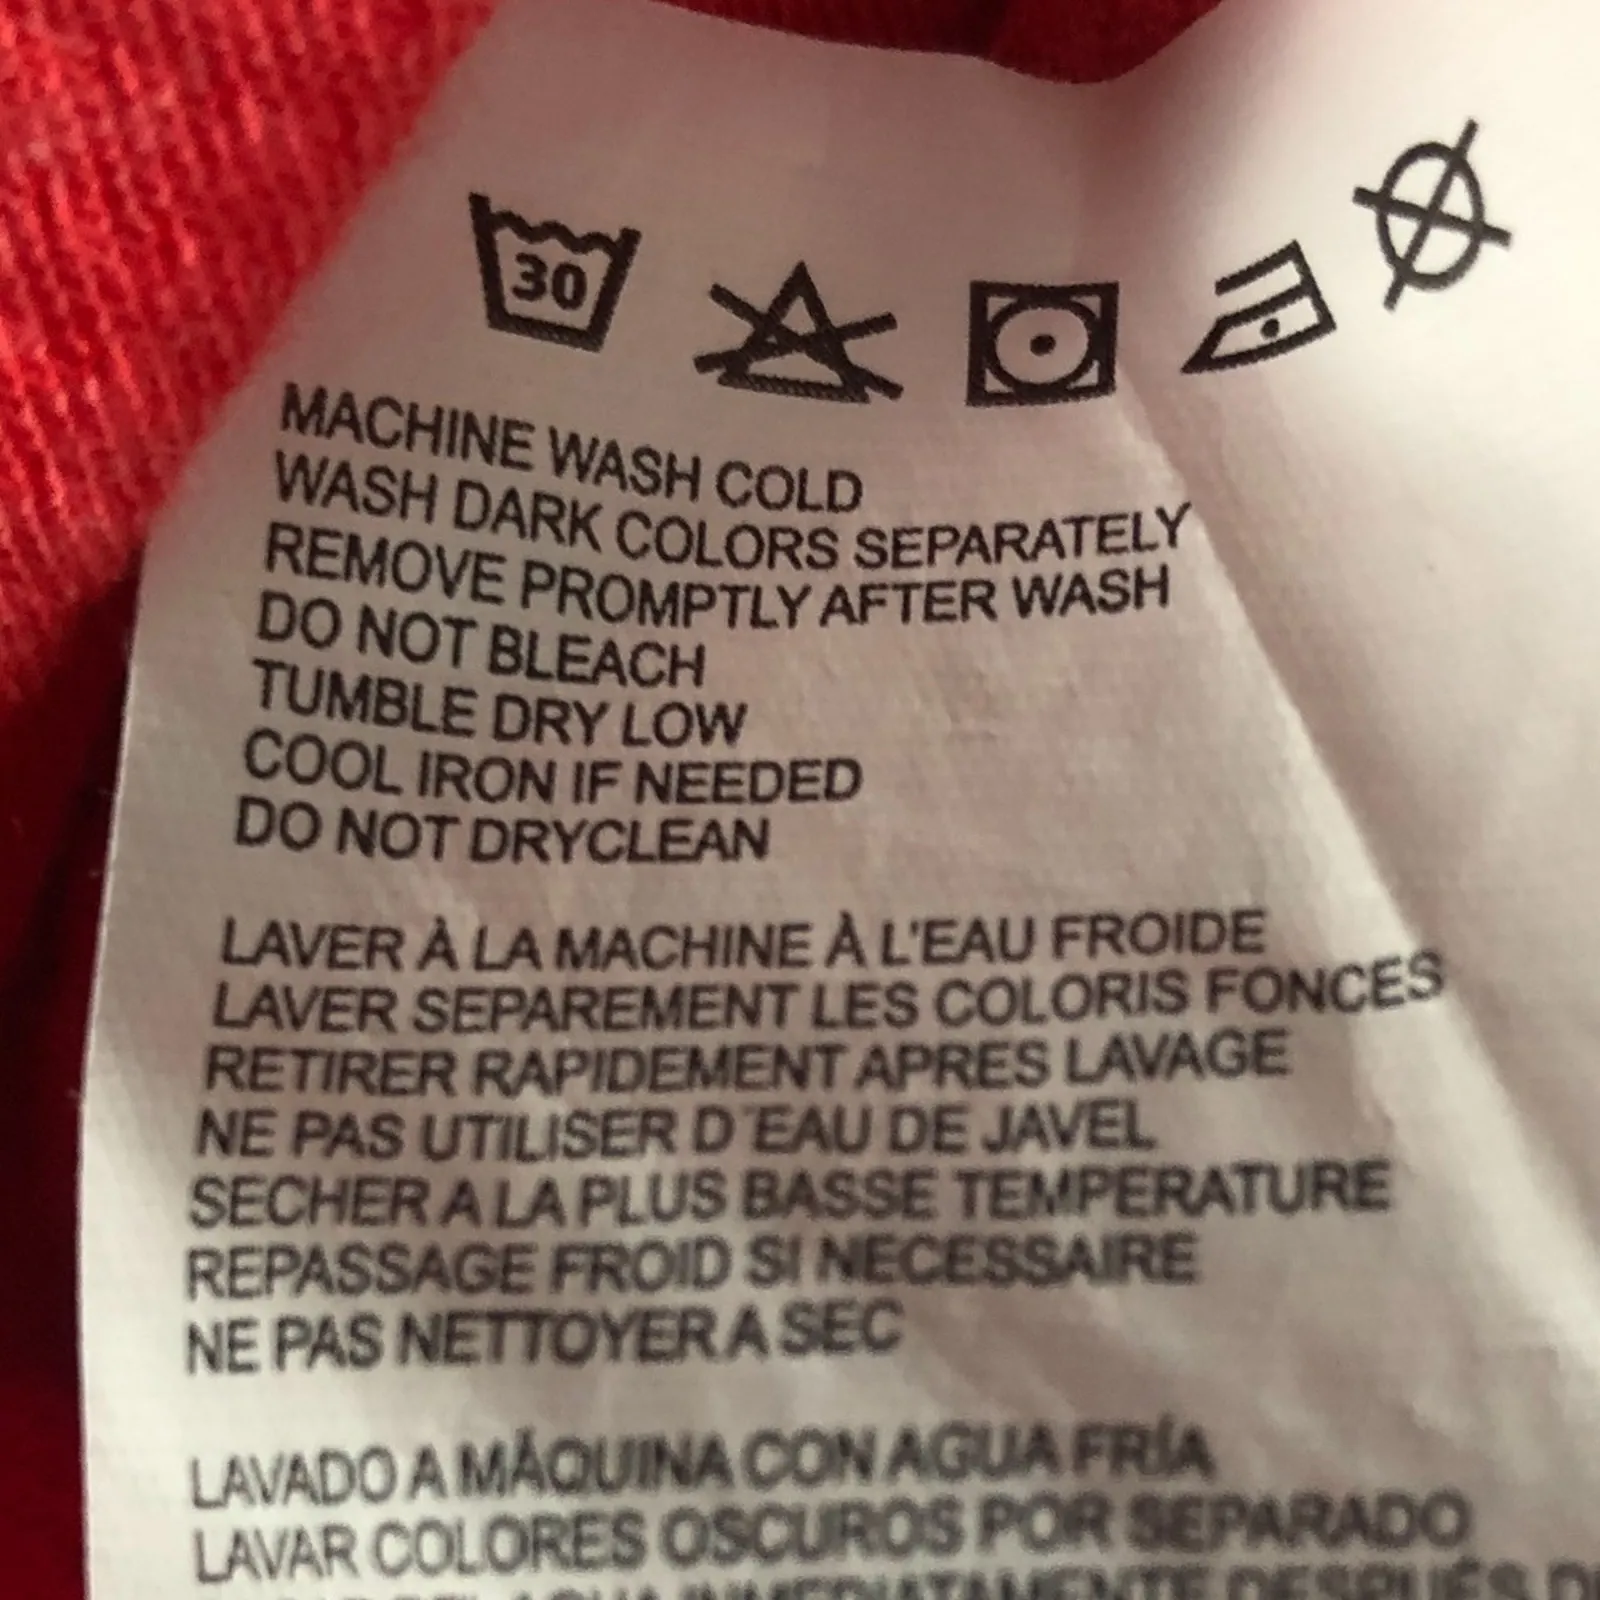 30
MACHINE WASH COLD
WASH DARK COLORS SEPARATELY
REMOVE PROMPTLY AFTER WASH
DO NOT BLEACH
TUMBLE DRY LOW
COOL IRON IF NEEDED
DO NOT DRYCLEAN
LAVER À LA MACHINE À L'EAU FROIDE
LAVER SEPAREMENT LES COLORIS FONCES
RETIRER RAPIDEMENT APRES LAVAGE
NE PAS UTILISER D'EAU DE JAVEL
SECHER A LA PLUS BASSE TEMPERATURE
REPASSAGE FROID SI NECESSAIRE
NE PAS NETTOYER A SEC
LAVADO A MÁQUINA CON AGUA FRÍA
LAVAR COLORES OSCUROS POR SEPARADO
AGUA INMEDIATAMENTE DESPUÉS